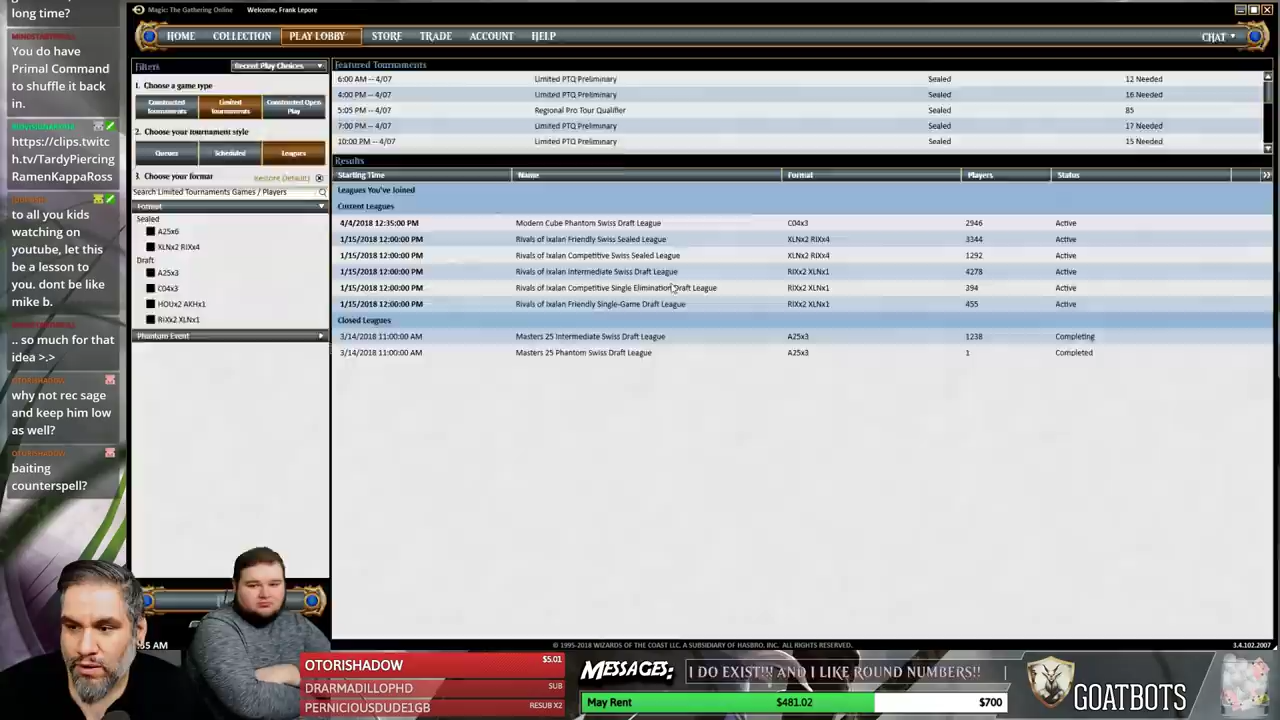 long time?
You do have
Primal Command
to shuffle it back
in.
https://clips.twitc
h.tv/TardyPiercing
RamenKappaRoss
to all you kids
watching on
youtube, let this
be a lesson to
you. dont be like
mike b.
.. so much for that
idea >.>
OTORISHADOW
why not rec sage
and keep him low
as well?
OTORISHADOW
baiting
counterspell?
Magic: The Gathering Online Welcome, Frank Lepore
HOME COLLECTION PLAY LOBBY STORE TRADE ACCOUNT HELP CHAT
Filters Recent Play Choices
1. Choose a game type
Constructed Tournaments Limited Tournaments Constructed Open Play
2. Choose your tournament style
Queues Scheduled Leagues
3. Choose your format Restore (Default)
Search Limited Tournaments Games / Players
Format
Sealed
A25x6
XLNx2 RIXx4
Draft
A25x3
C04x3
HOUx2 AKHx1
RIXx2 XLNx1
Phantom Event
Featured Tournaments
6:00 AM -- 4/07 Limited PTQ Preliminary Sealed 12 Needed
4:00 PM -- 4/07 Limited PTQ Preliminary Sealed 16 Needed
5:05 PM -- 4/07 Regional Pro Tour Qualifier Sealed 85
7:00 PM -- 4/07 Limited PTQ Preliminary Sealed 17 Needed
10:00 PM -- 4/07 Limited PTQ Preliminary Sealed 15 Needed
Results
Starting Time Name Format Players Status
Leagues You've Joined
Current Leagues
4/4/2018 12:35:00 PM Modern Cube Phantom Swiss Draft League C04x3 2946 Active
1/15/2018 12:00:00 PM Rivals of Ixalan Friendly Swiss Sealed League XLNx2 RIXx4 3344 Active
1/15/2018 12:00:00 PM Rivals of Ixalan Competitive Swiss Sealed League XLNx2 RIXx4 1292 Active
1/15/2018 12:00:00 PM Rivals of Ixalan Intermediate Swiss Draft League RIXx2 XLNx1 4278 Active
1/15/2018 12:00:00 PM Rivals of Ixalan Competitive Single Elimination Draft League RIXx2 XLNx1 394 Active
1/15/2018 12:00:00 PM Rivals of Ixalan Friendly Single-Game Draft League RIXx2 XLNx1 455 Active
Closed Leagues
3/14/2018 11:00:00 AM Masters 25 Intermediate Swiss Draft League A25x3 1238 Completing
3/14/2018 11:00:00 AM Masters 25 Phantom Swiss Draft League A25x3 1 Completed
© 1995-2018 WIZARDS OF THE COAST LLC, A SUBSIDIARY OF HASBRO, INC. ALL RIGHTS RESERVED. 3.4.102.2007
:55 AM
OTORISHADOW $5.01
DRARMADILLOPHD SUB
PERNICIOUSDUDE1GB RESUB X2
MESSAGES: I DO EXIST!!! AND I LIKE ROUND NUMBERS!!
May Rent $481.02 $700
GOATBOTS